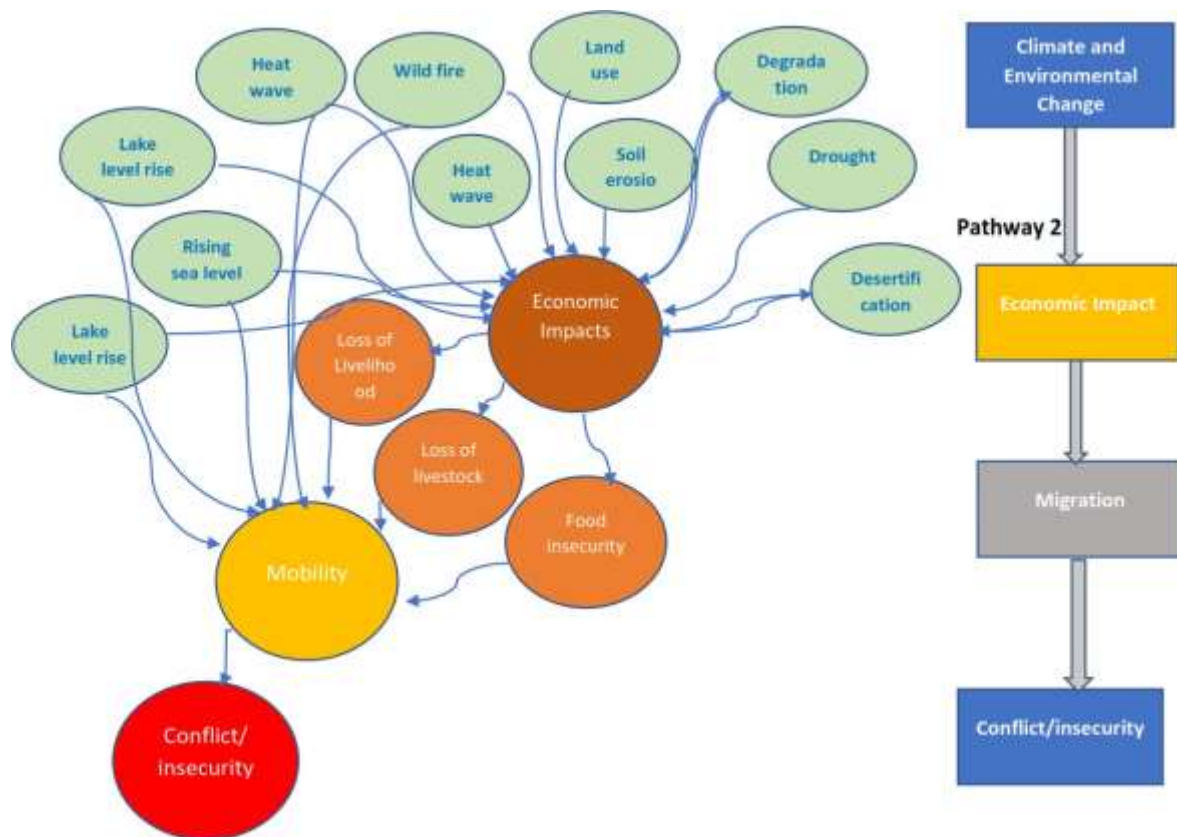 Heat
wave
Wild fire
Land
use
Degrada
tion
Lake
level rise
Heat
wave
Soil
erosio
Drought
Rising
sea level
Desertifi
cation
Lake
level rise
Economic
Impacts
Loss of
Liveliho
od
Loss of
livestock
Food
insecurity
Mobility
Conflict/
insecurity
Climate and
Environmental
Change
Pathway 2
Economic Impact
Migration
Conflict/insecurity